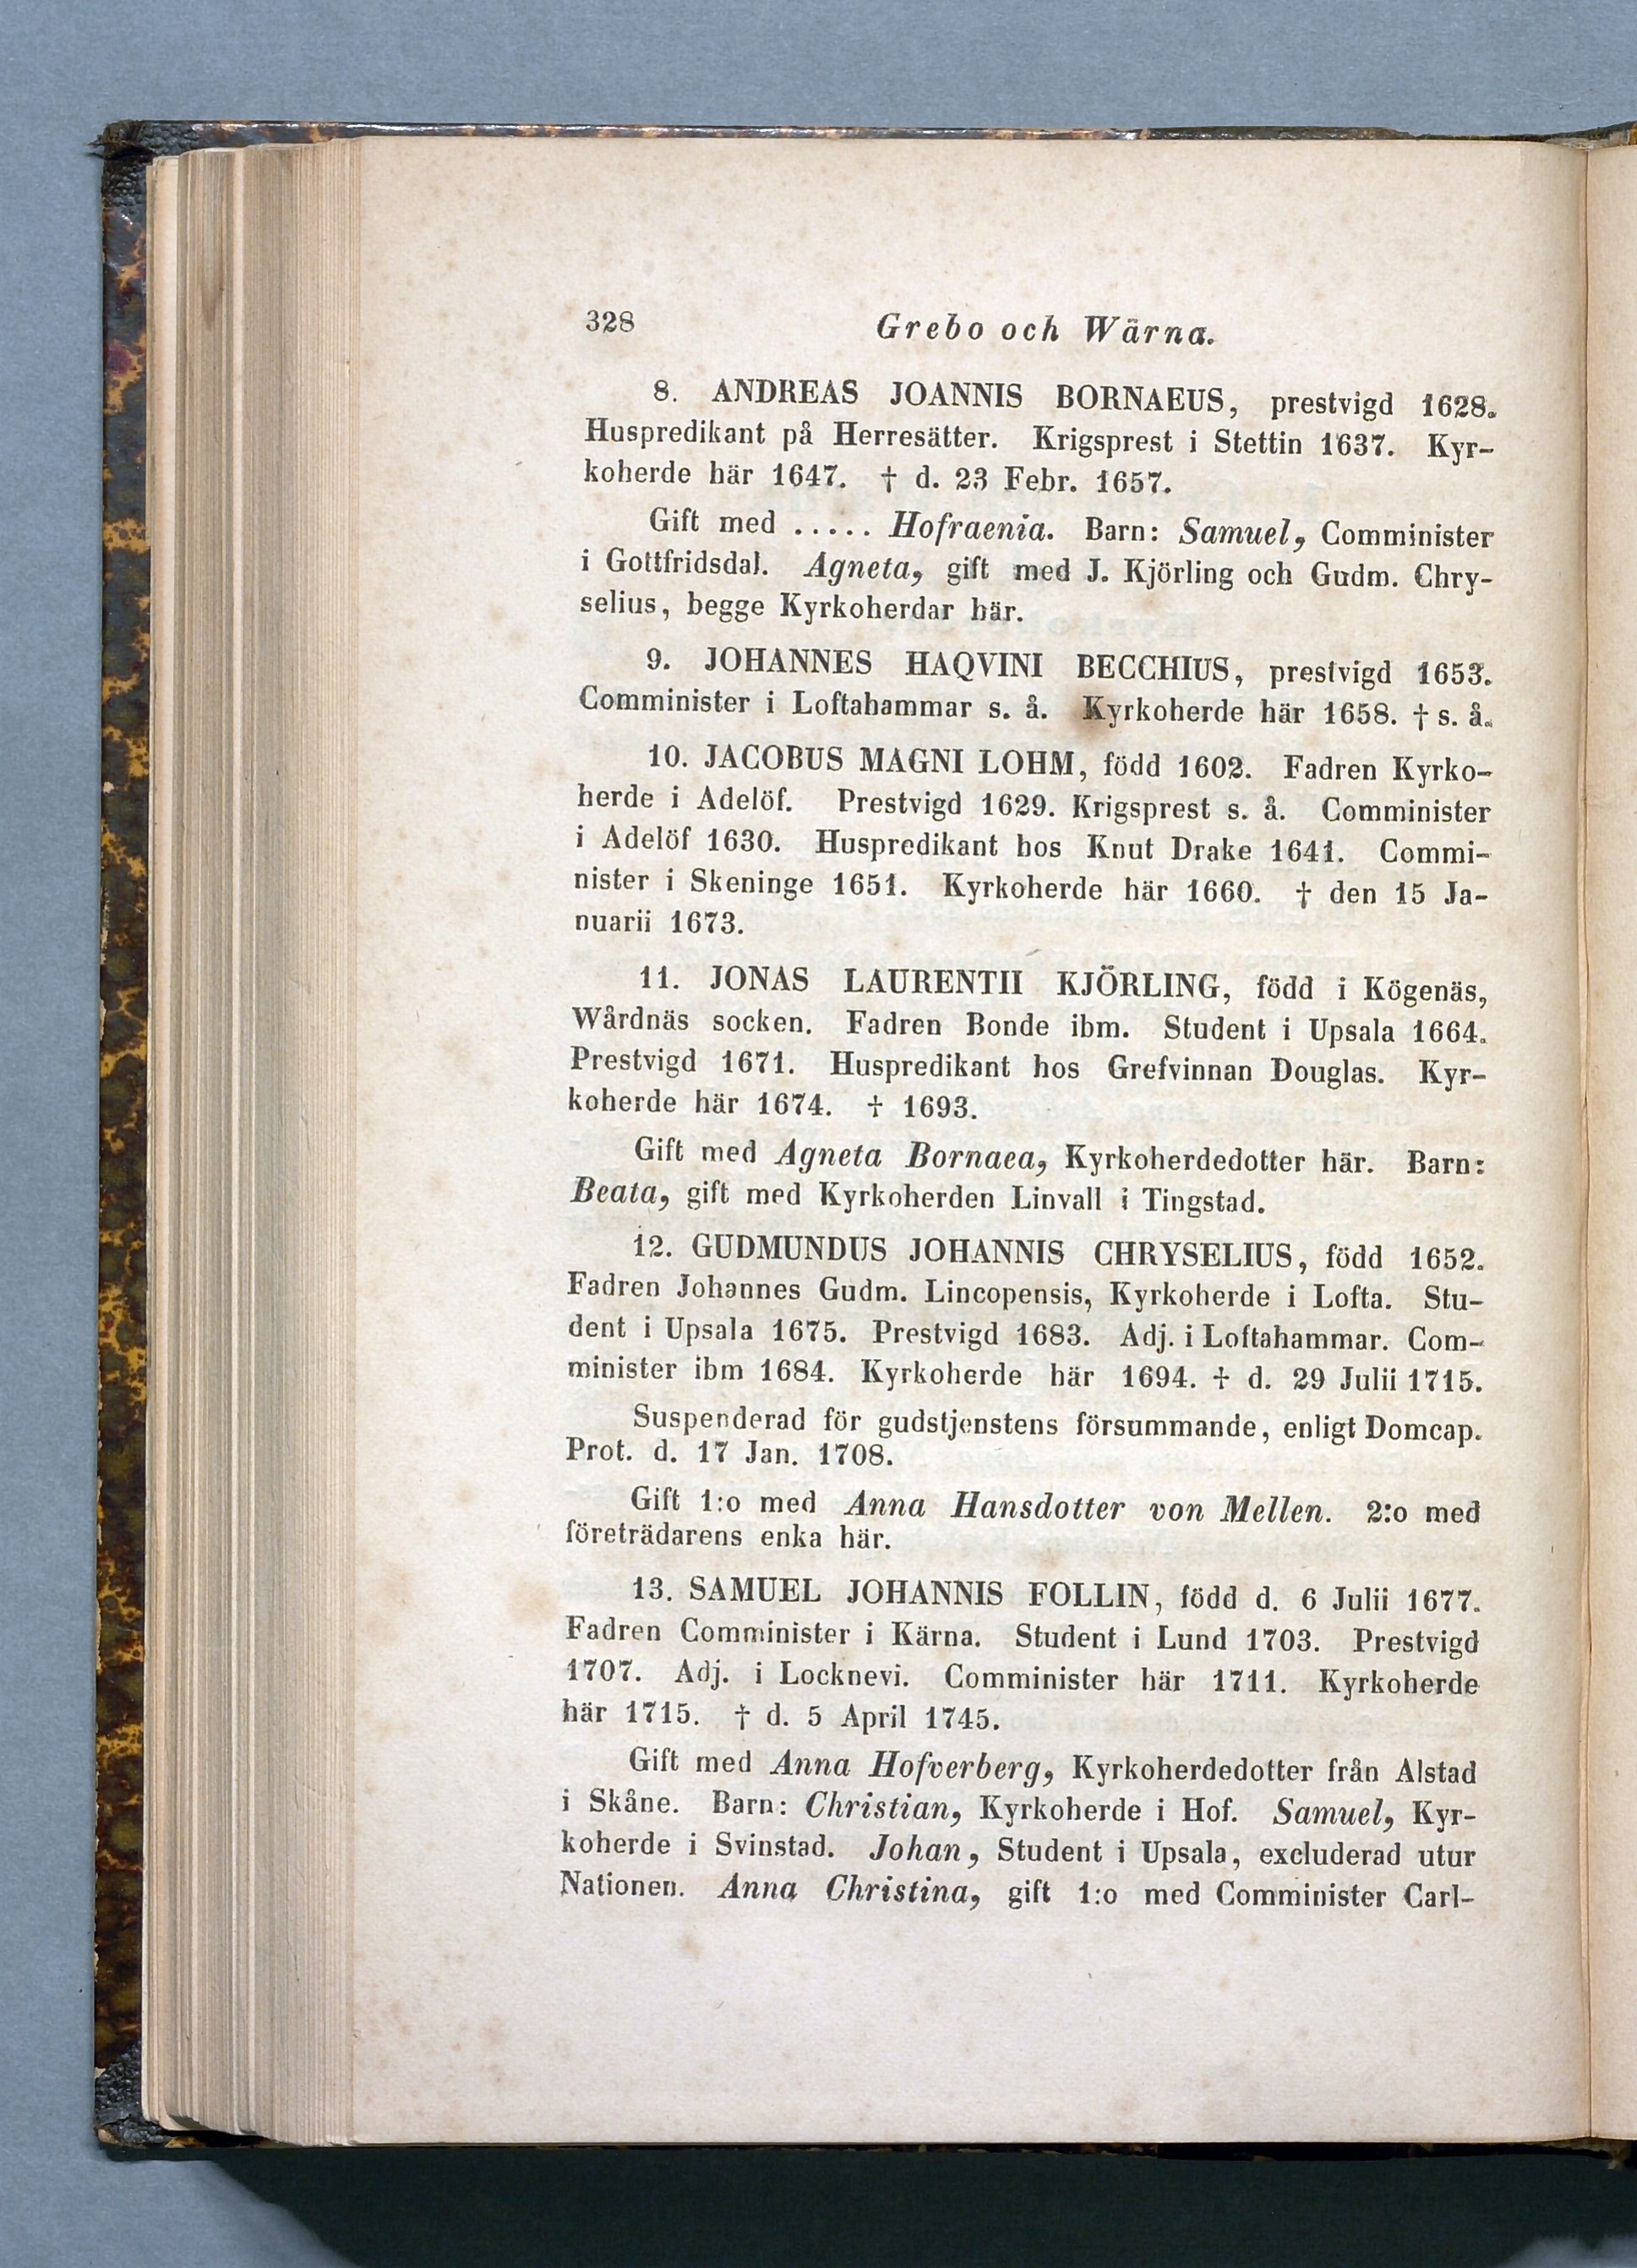 328 Grebo och Wärna.
8. ANDREAS JOANNIS BORNAEUS, prestvigd 1628.
Huspredikant på Herresätter. Krigsprest i Stettin 1637. Kyr-
koherde här 1647. † d. 23 Febr. 1657.
Gift med ..... Hofraenia. Barn: Samuel, Comminister
i Gottfridsdal. Agneta, gift med J. Kjörling och Gudm. Chry-
selius, begge Kyrkoherdar här.
9. JOHANNES HAQVINI BECCHIUS, prestvigd 1653.
Comminister i Loftahammar s. å. Kyrkoherde här 1658. † s. å.
10. JACOBUS MAGNI LOHM, född 1602. Fadren Kyrko-
herde i Adelöf. Prestvigd 1629. Krigsprest s. å. Comminister
i Adelöf 1630. Huspredikant hos Knut Drake 1641. Commi-
nister i Skeninge 1651. Kyrkoherde här 1660. † den 15 Ja-
nuarii 1673.
11. JONAS LAURENTII KJÖRLING, född i Kögenäs,
Wårdnäs socken. Fadren Bonde ibm. Student i Upsala 1664.
Prestvigd 1671. Huspredikant hos Grefvinnan Douglas. Kyr-
koherde här 1674. † 1693.
Gift med Agneta Bornaea, Kyrkoherdedotter här. Barn:
Beata, gift med Kyrkoherden Linvall i Tingstad.
12. GUDMUNDUS JOHANNIS CHRYSELIUS, född 1652.
Fadren Johannes Gudm. Lincopensis, Kyrkoherde i Lofta. Stu-
dent i Upsala 1675. Prestvigd 1683. Adj. i Loftahammar. Com-
minister ibm 1684. Kyrkoherde här 1694. † d. 29 Julii 1715.
Suspenderad för gudstjenstens försummande, enligt Domcap.
Prot. d. 17 Jan. 1708.
Gift 1:o med Anna Hansdotter von Mellen. 2:o med
företrädarens enka här.
13. SAMUEL JOHANNIS FOLLIN, född d. 6 Julii 1677.
Fadren Comminister i Kärna. Student i Lund 1703. Prestvigd
1707. Adj. i Locknevi. Comminister här 1711. Kyrkoherde
här 1715. † d. 5 April 1745.
Gift med Anna Hofverberg, Kyrkoherdedotter från Alstad
i Skåne. Barn: Christian, Kyrkoherde i Hof. Samuel, Kyr-
koherde i Svinstad. Johan, Student i Upsala, excluderad utur
Nationen. Anna Christina, gift 1:o med Comminister Carl-